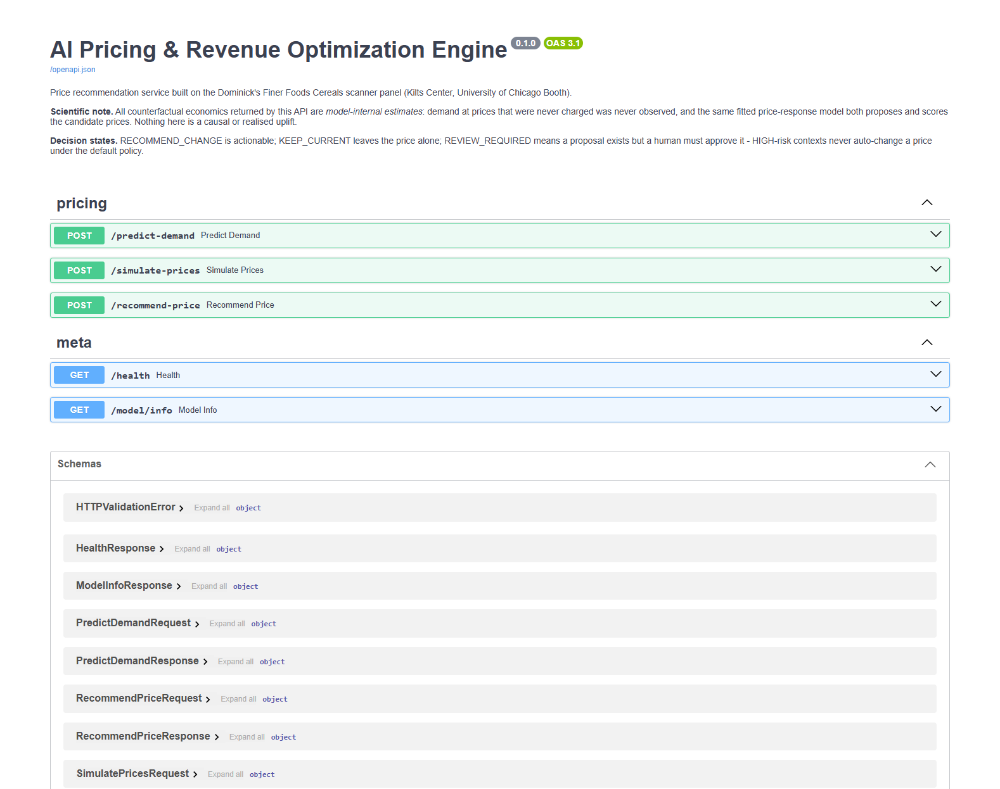 AI Pricing & Revenue Optimization Engine 0.1.0 OAS 3.1
/openapi.json
Price recommendation service built on the Dominick's Finer Foods Cereals scanner panel (Kilts Center, University of Chicago Booth).
Scientific note. All counterfactual economics returned by this API are model-internal estimates: demand at prices that were never charged was never observed, and the same fitted price-response model both proposes and scores
the candidate prices. Nothing here is a causal or realised uplift.
Decision states. RECOMMEND_CHANGE is actionable; KEEP_CURRENT leaves the price alone; REVIEW_REQUIRED means a proposal exists but a human must approve it - HIGH-risk contexts never auto-change a price
under the default policy.
pricing
POST /predict-demand Predict Demand
POST /simulate-prices Simulate Prices
POST /recommend-price Recommend Price
meta
GET /health Health
GET /model/info Model Info
Schemas
HTTPValidationError Expand all object
HealthResponse Expand all object
ModelInfoResponse Expand all object
PredictDemandRequest Expand all object
PredictDemandResponse Expand all object
RecommendPriceRequest Expand all object
RecommendPriceResponse Expand all object
SimulatePricesRequest Expand all object